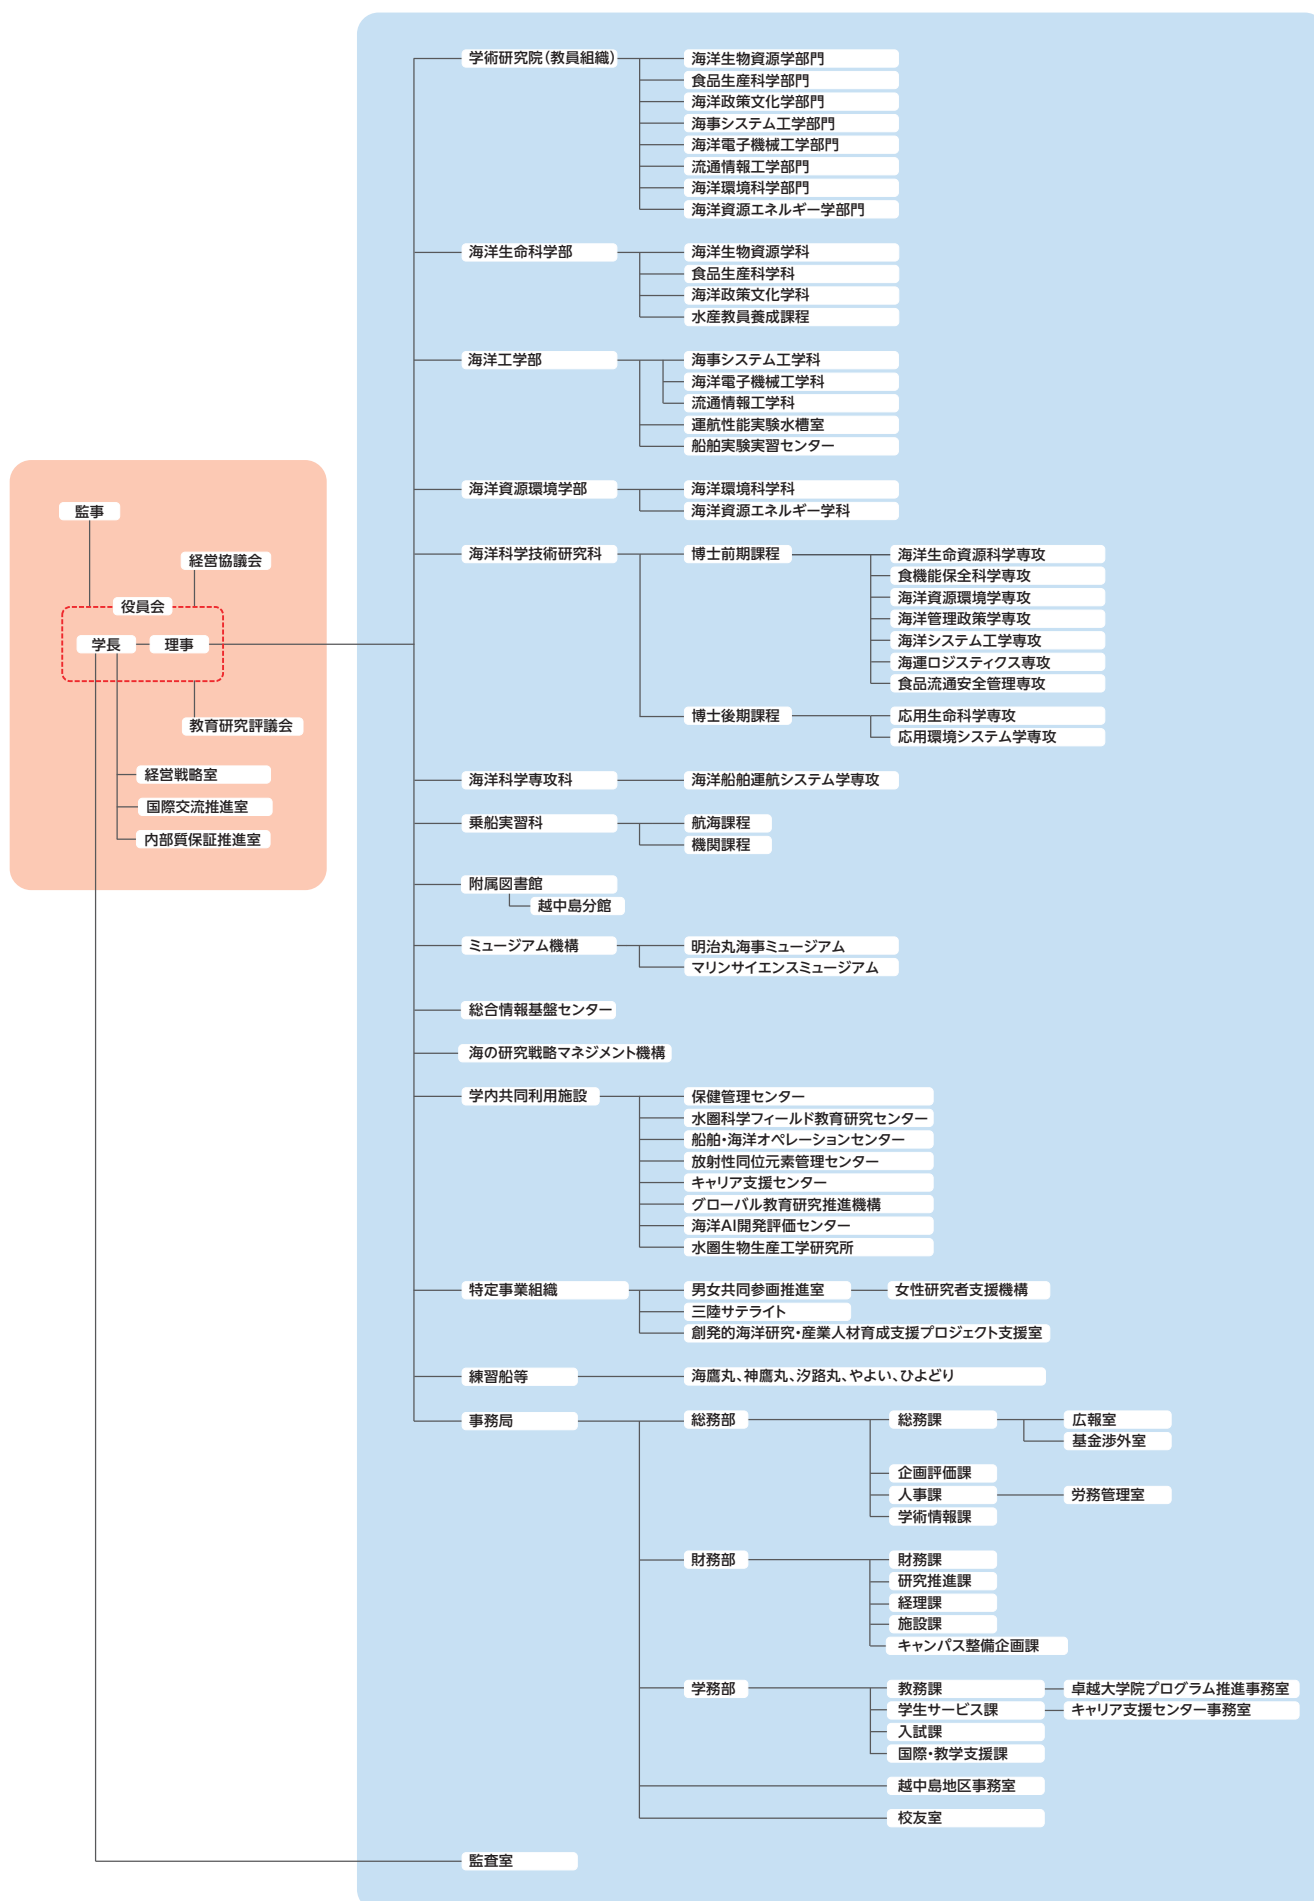 監事
経営協議会
役員会
学長
理事
教育研究評議会
経営戦略室
国際交流推進室
内部質保証推進室
学術研究院(教員組織)
海洋生物資源学部門
食品生産科学部門
海洋政策文化学部門
海事システム工学部門
海洋電子機械工学部門
流通情報工学部門
海洋環境科学部門
海洋資源エネルギー学部門
海洋生命科学部
海洋生物資源学科
食品生産科学科
海洋政策文化学科
水産教員養成課程
海洋工学部
海事システム工学科
海洋電子機械工学科
流通情報工学科
運航性能実験水槽室
船舶実験実習センター
海洋資源環境学部
海洋環境科学科
海洋資源エネルギー学科
海洋科学技術研究科
博士前期課程
海洋生命資源科学専攻
食機能保全科学専攻
海洋資源環境学専攻
海洋管理政策学専攻
海洋システム工学専攻
海運ロジスティクス専攻
食品流通安全管理専攻
博士後期課程
応用生命科学専攻
応用環境システム学専攻
海洋科学専攻科
海洋船舶運航システム学専攻
乗船実習科
航海課程
機関課程
附属図書館
越中島分館
ミュージアム機構
明治丸海事ミュージアム
マリンサイエンスミュージアム
総合情報基盤センター
海の研究戦略マネジメント機構
学内共同利用施設
保健管理センター
水圏科学フィールド教育研究センター
船舶・海洋オペレーションセンター
放射性同位元素管理センター
キャリア支援センター
グローバル教育研究推進機構
海洋AI開発評価センター
水圏生物生産工学研究所
特定事業組織
男女共同参画推進室
女性研究者支援機構
三陸サテライト
創発的海洋研究・産業人材育成支援プロジェクト支援室
練習船等
海鷹丸、神鷹丸、汐路丸、やよい、ひよどり
事務局
総務部
総務課
広報室
基金渉外室
企画評価課
人事課
労務管理室
学術情報課
財務部
財務課
研究推進課
経理課
施設課
キャンパス整備企画課
学務部
教務課
卓越大学院プログラム推進事務室
学生サービス課
キャリア支援センター事務室
入試課
国際・教学支援課
越中島地区事務室
校友室
監査室